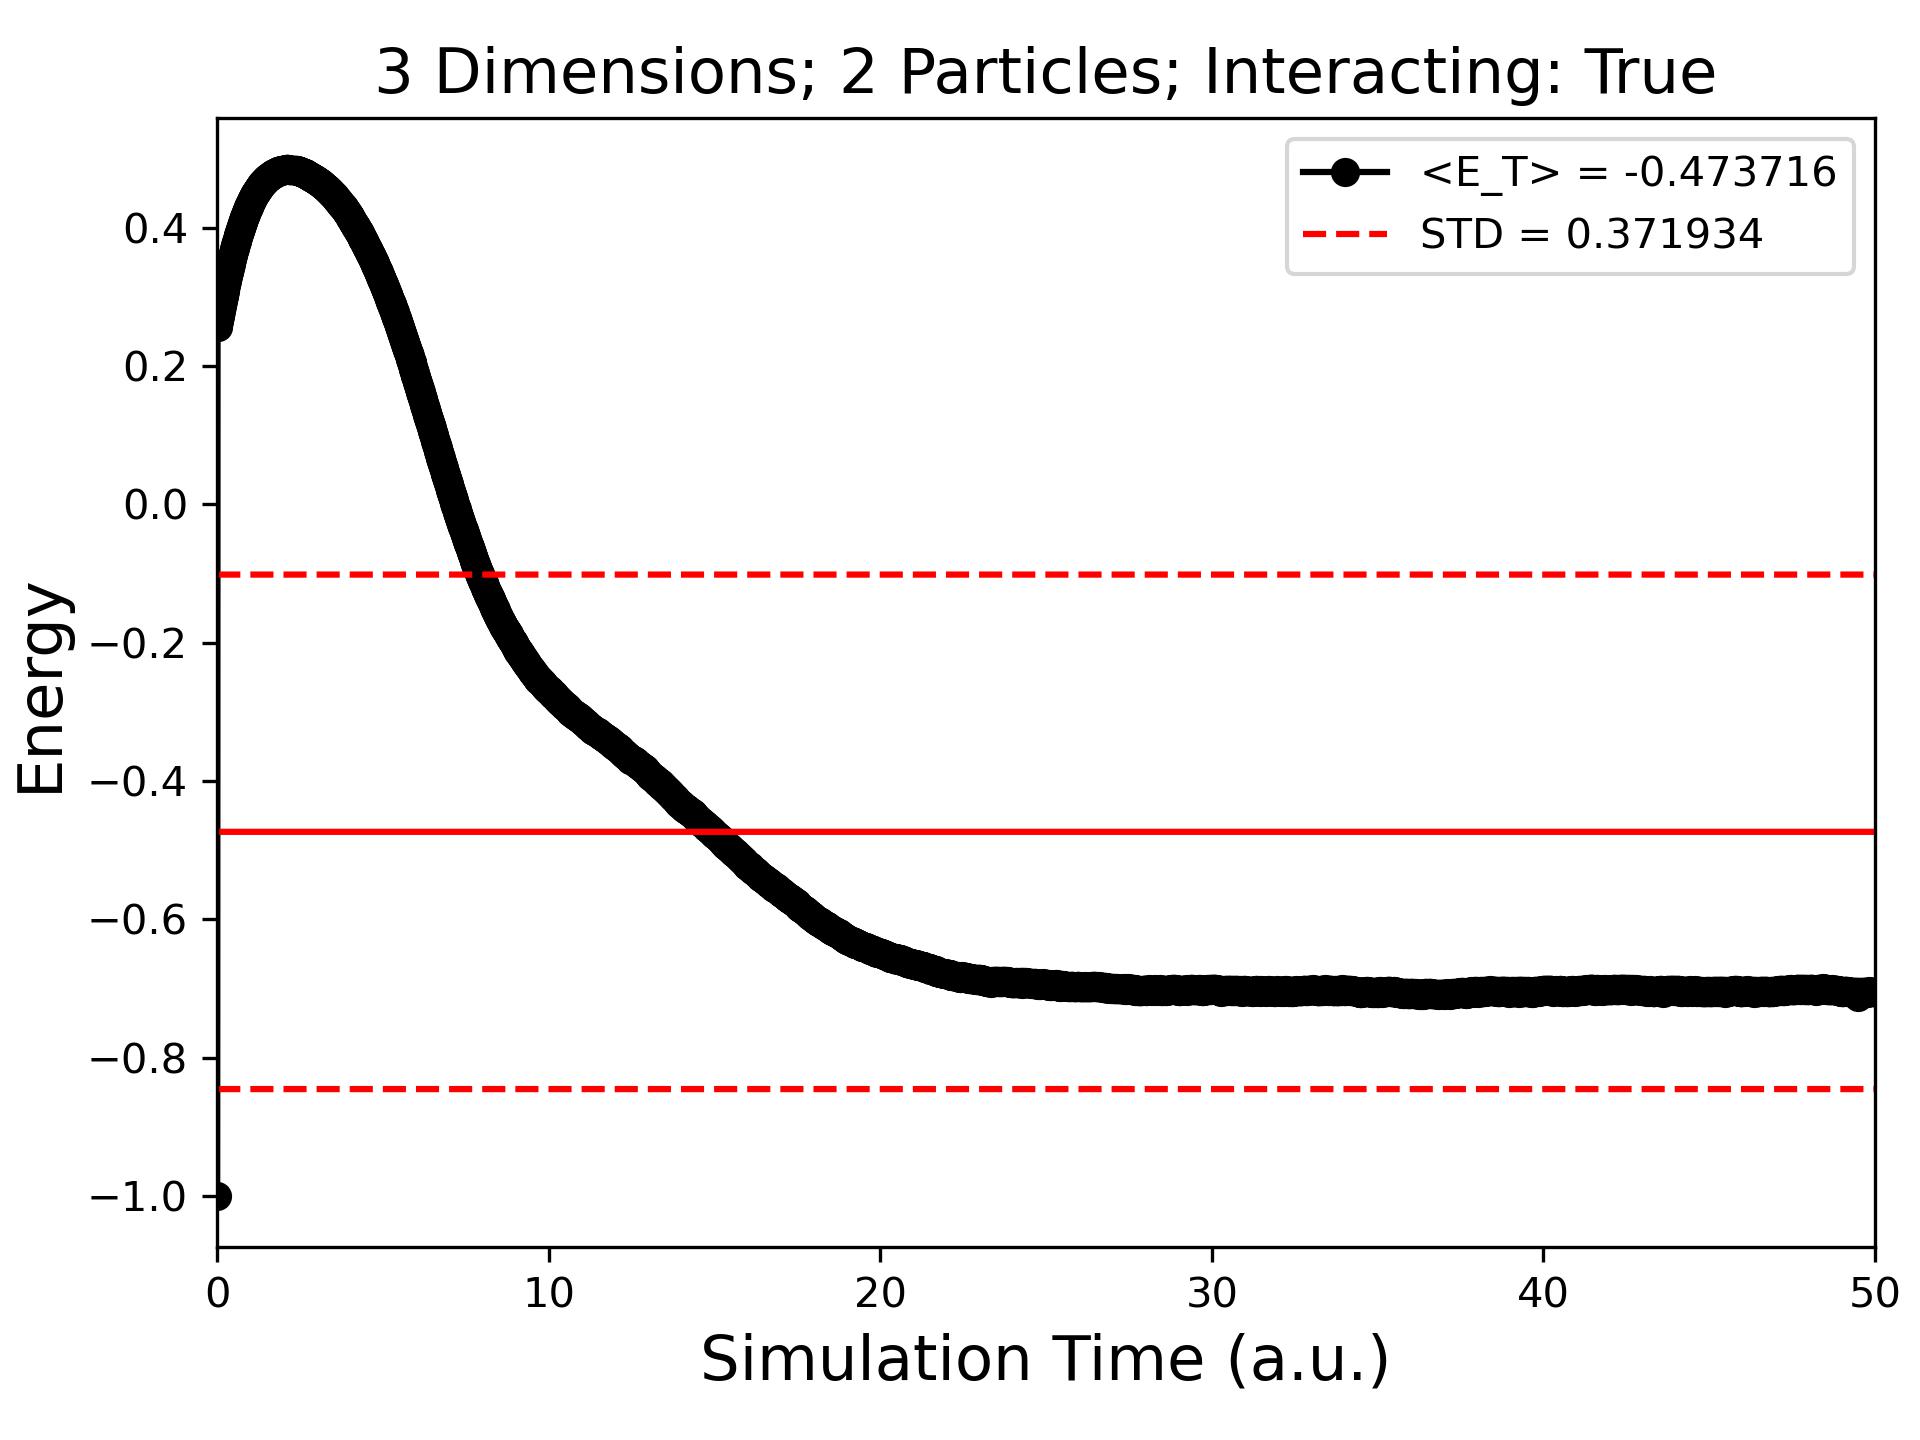 3 Dimensions; 2 Particles; Interacting: True
<E_T> = -0.473716
STD = 0.371934
Energy
0.4
0.2
0.0
−0.2
−0.4
−0.6
−0.8
−1.0
0 10 20 30 40 50
Simulation Time (a.u.)